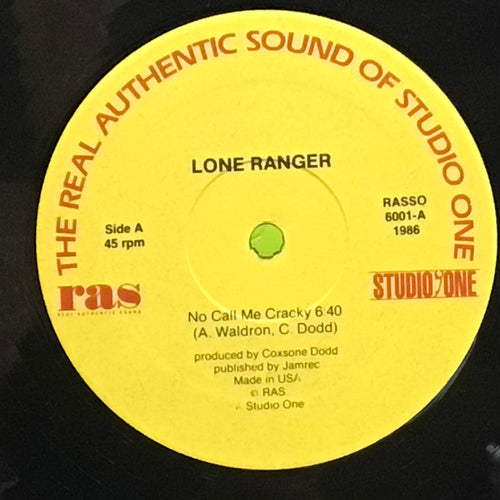 THE REAL AUTHENTIC SOUND OF STUDIO ONE
LONE RANGER
Side A
45 rpm
RASSO
6001-A
1986
ras
REAL AUTHENTIC SOUND
STUDIO ONE
No Call Me Cracky 6:40
(A. Waldron, C. Dodd)
produced by Coxsone Dodd
published by Jamrec
Made in USA
© RAS
Studio One